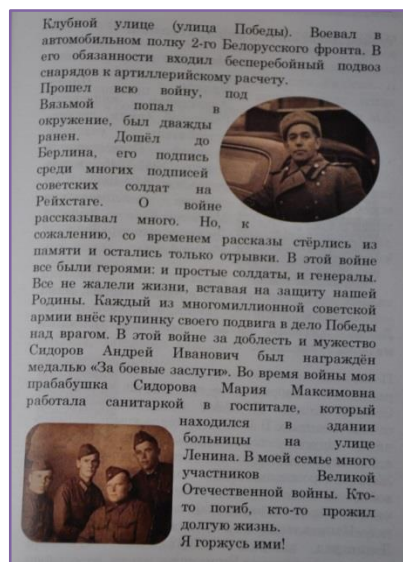 Клубной улице (улица Победы). Воевал в
автомобильном полку 2-го Белорусского фронта. В
его обязанности входил бесперебойный подвоз
снарядов к артиллерийскому расчету.
Прошел всю войну, под
Вязьмой попал в
окружение, был дважды
ранен. Дошёл до
Берлина, его подпись
среди многих подписей
советских солдат на
Рейхстаге. О войне
рассказывал много. Но, к
сожалению, со временем рассказы стёрлись из
памяти и остались только отрывки. В этой войне
все были героями: и простые солдаты, и генералы.
Все не жалели жизни, вставая на защиту нашей
Родины. Каждый из многомиллионной советской
армии внёс крупинку своего подвига в дело Победы
над врагом. В этой войне за доблесть и мужество
Сидоров Андрей Иванович был награждён
медалью «За боевые заслуги». Во время войны моя
прабабушка Сидорова Мария Максимовна
работала санитаркой в госпитале, который
находился в здании
больницы на улице
Ленина. В моей семье много
участников Великой
Отечественной войны. Кто-
то погиб, кто-то прожил
долгую жизнь.
Я горжусь ими!